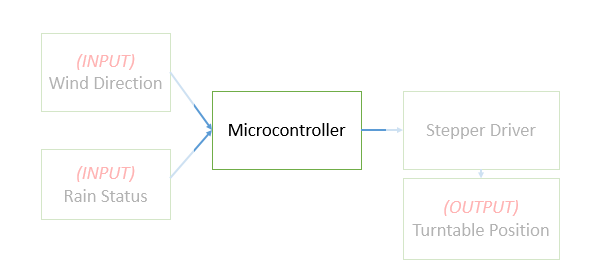 (INPUT)
Wind Direction
Microcontroller
Stepper Driver
(INPUT)
Rain Status
(OUTPUT)
Turntable Position